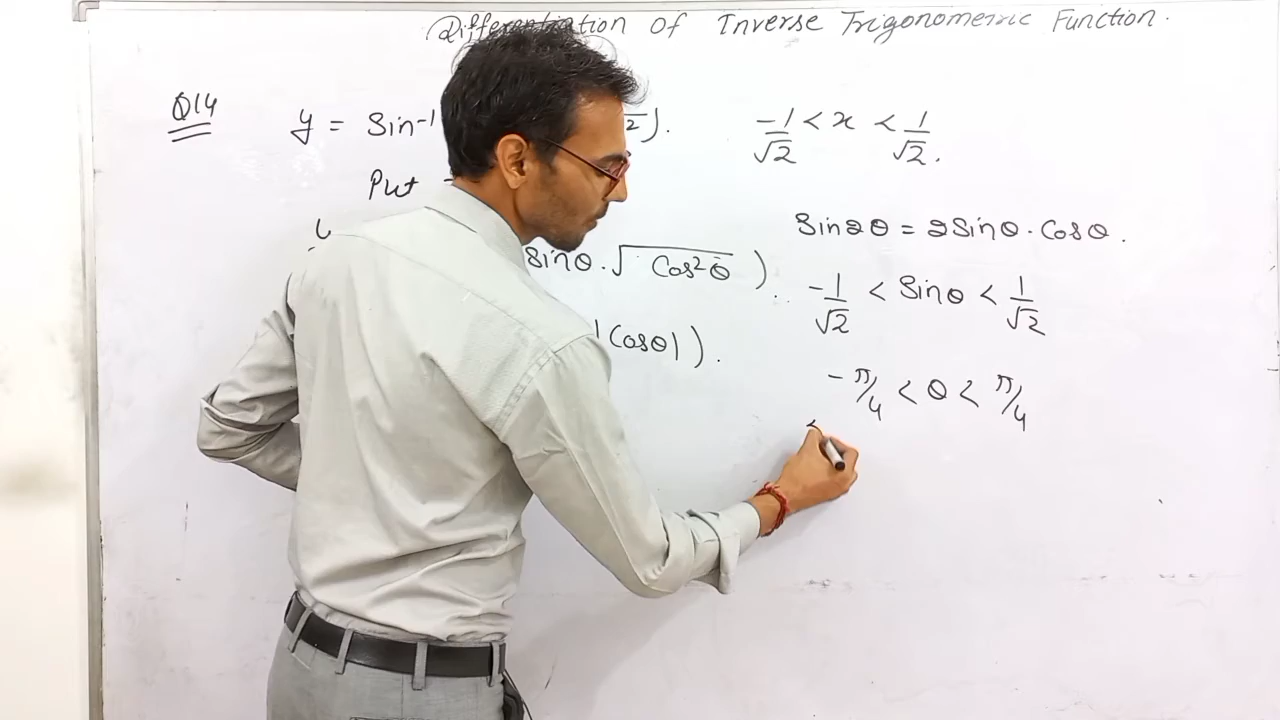 Differentiation Of Inverse Trigonometric Function.
Q14 y = Sin-1 2). -1/√2 < x < 1/√2.
Put
Sin2θ = 2Sinθ. Cosθ.
y Sinθ.√Cos²θ ).
-1/√2 < Sinθ < 1/√2
|Cosθ|).
-π/4 < θ < π/4